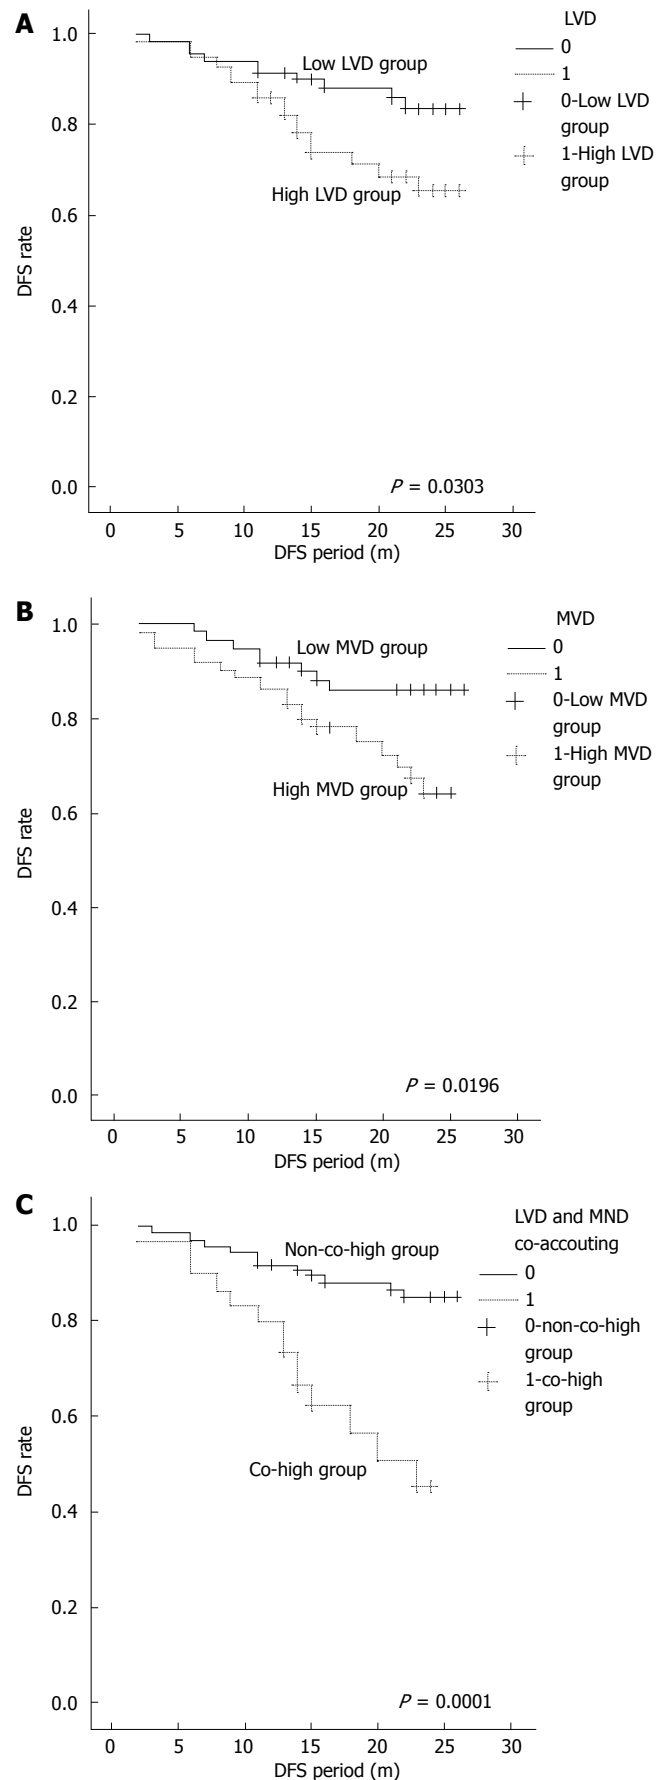 A
LVD
0
1
0-Low LVD
group
1-High LVD
group
Low LVD group
High LVD group
1.0
0.8
0.6
0.4
0.2
0.0
DFS rate
P = 0.0303
0 5 10 15 20 25 30
DFS period (m)
B
MVD
0
1
0-Low MVD
group
1-High MVD
group
Low MVD group
High MVD group
1.0
0.8
0.6
0.4
0.2
0.0
DFS rate
P = 0.0196
0 5 10 15 20 25 30
DFS period (m)
C
LVD and MND
co-accouting
0
1
0-non-co-high
group
1-co-high
group
Non-co-high group
Co-high group
1.0
0.8
0.6
0.4
0.2
0.0
DFS rate
P = 0.0001
0 5 10 15 20 25 30
DFS period (m)